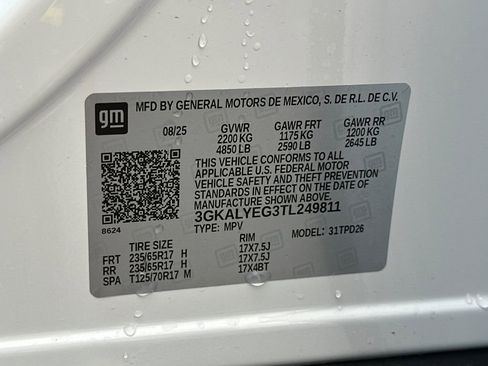 gm
MFD BY GENERAL MOTORS DE MEXICO, S. DE R.L. DE C.V.
08/25 GVWR GAWR FRT GAWR RR
2200 KG 1175 KG 1200 KG
4850 LB 2590 LB 2645 LB
THIS VEHICLE CONFORMS TO ALL
APPLICABLE U.S. FEDERAL MOTOR
VEHICLE SAFETY AND THEFT PREVENTION
STANDARDS IN EFFECT ON THE DATE OF
MANUFACTURE SHOWN ABOVE.
3GKALYEG3TL249811
8624 TYPE: MPV MODEL: 31TPD26
TIRE SIZE RIM
FRT 235/65R17 H 17X7.5J
RR 235/65R17 H 17X7.5J
SPA T125/70R17 M 17X4BT